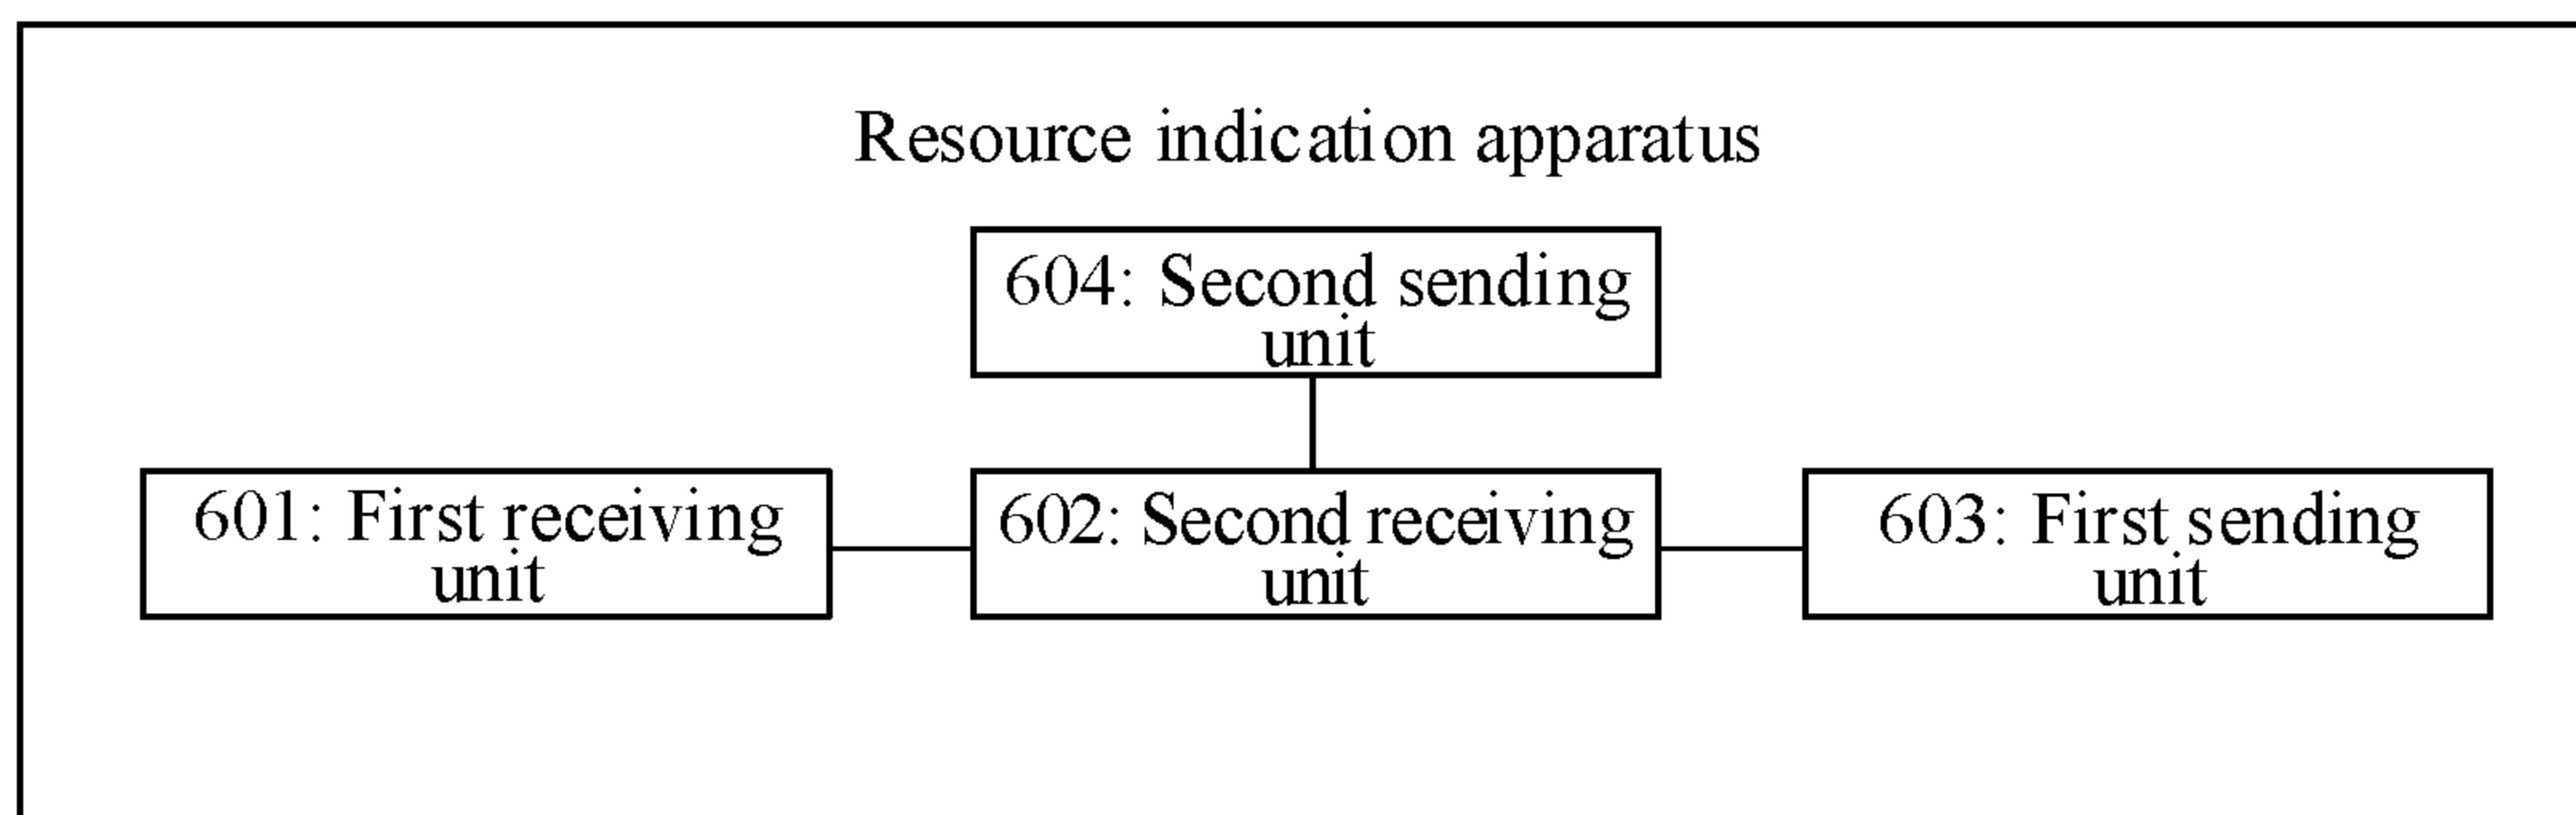 Resource indication apparatus
604: Second sending
unit
601: First receiving
unit
602: Second receiving
unit
603: First sending
unit